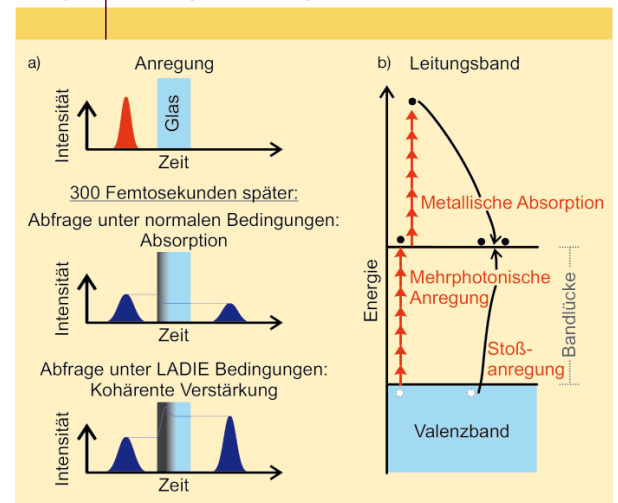 a)
Anregung
Intensität
Glas
Zeit
300 Femtosekunden später:
Abfrage unter normalen Bedingungen:
Absorption
Intensität
Zeit
Abfrage unter LADIE Bedingungen:
Kohärente Verstärkung
Intensität
Zeit
b)
Leitungsband
Energie
Metallische Absorption
Mehrphotonische
Anregung
Stoß-
anregung
Bandlücke
Valenzband